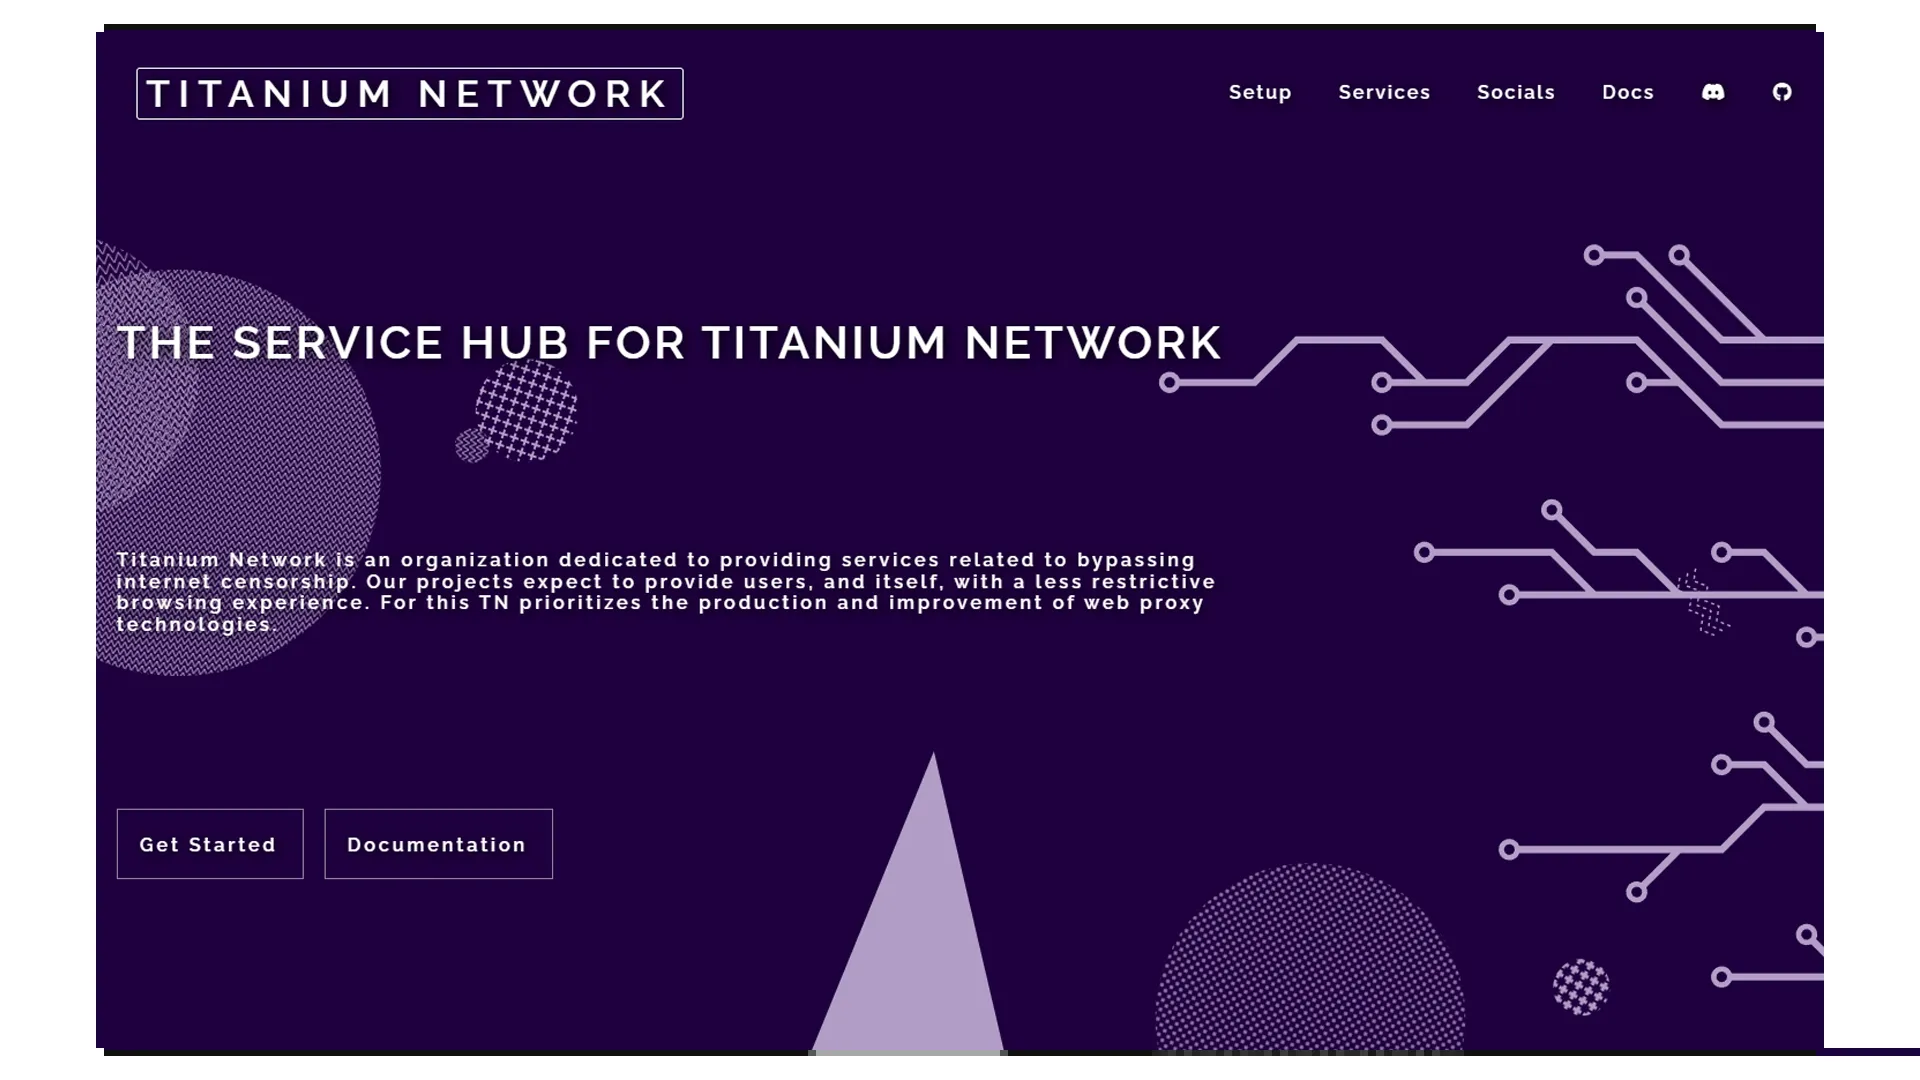 TITANIUM NETWORK
Setup Services Socials Docs
THE SERVICE HUB FOR TITANIUM NETWORK
Titanium Network is an organization dedicated to providing services related to bypassing
internet censorship. Our projects expect to provide users, and itself, with a less restrictive
browsing experience. For this TN prioritizes the production and improvement of web proxy
technologies.
Get Started Documentation